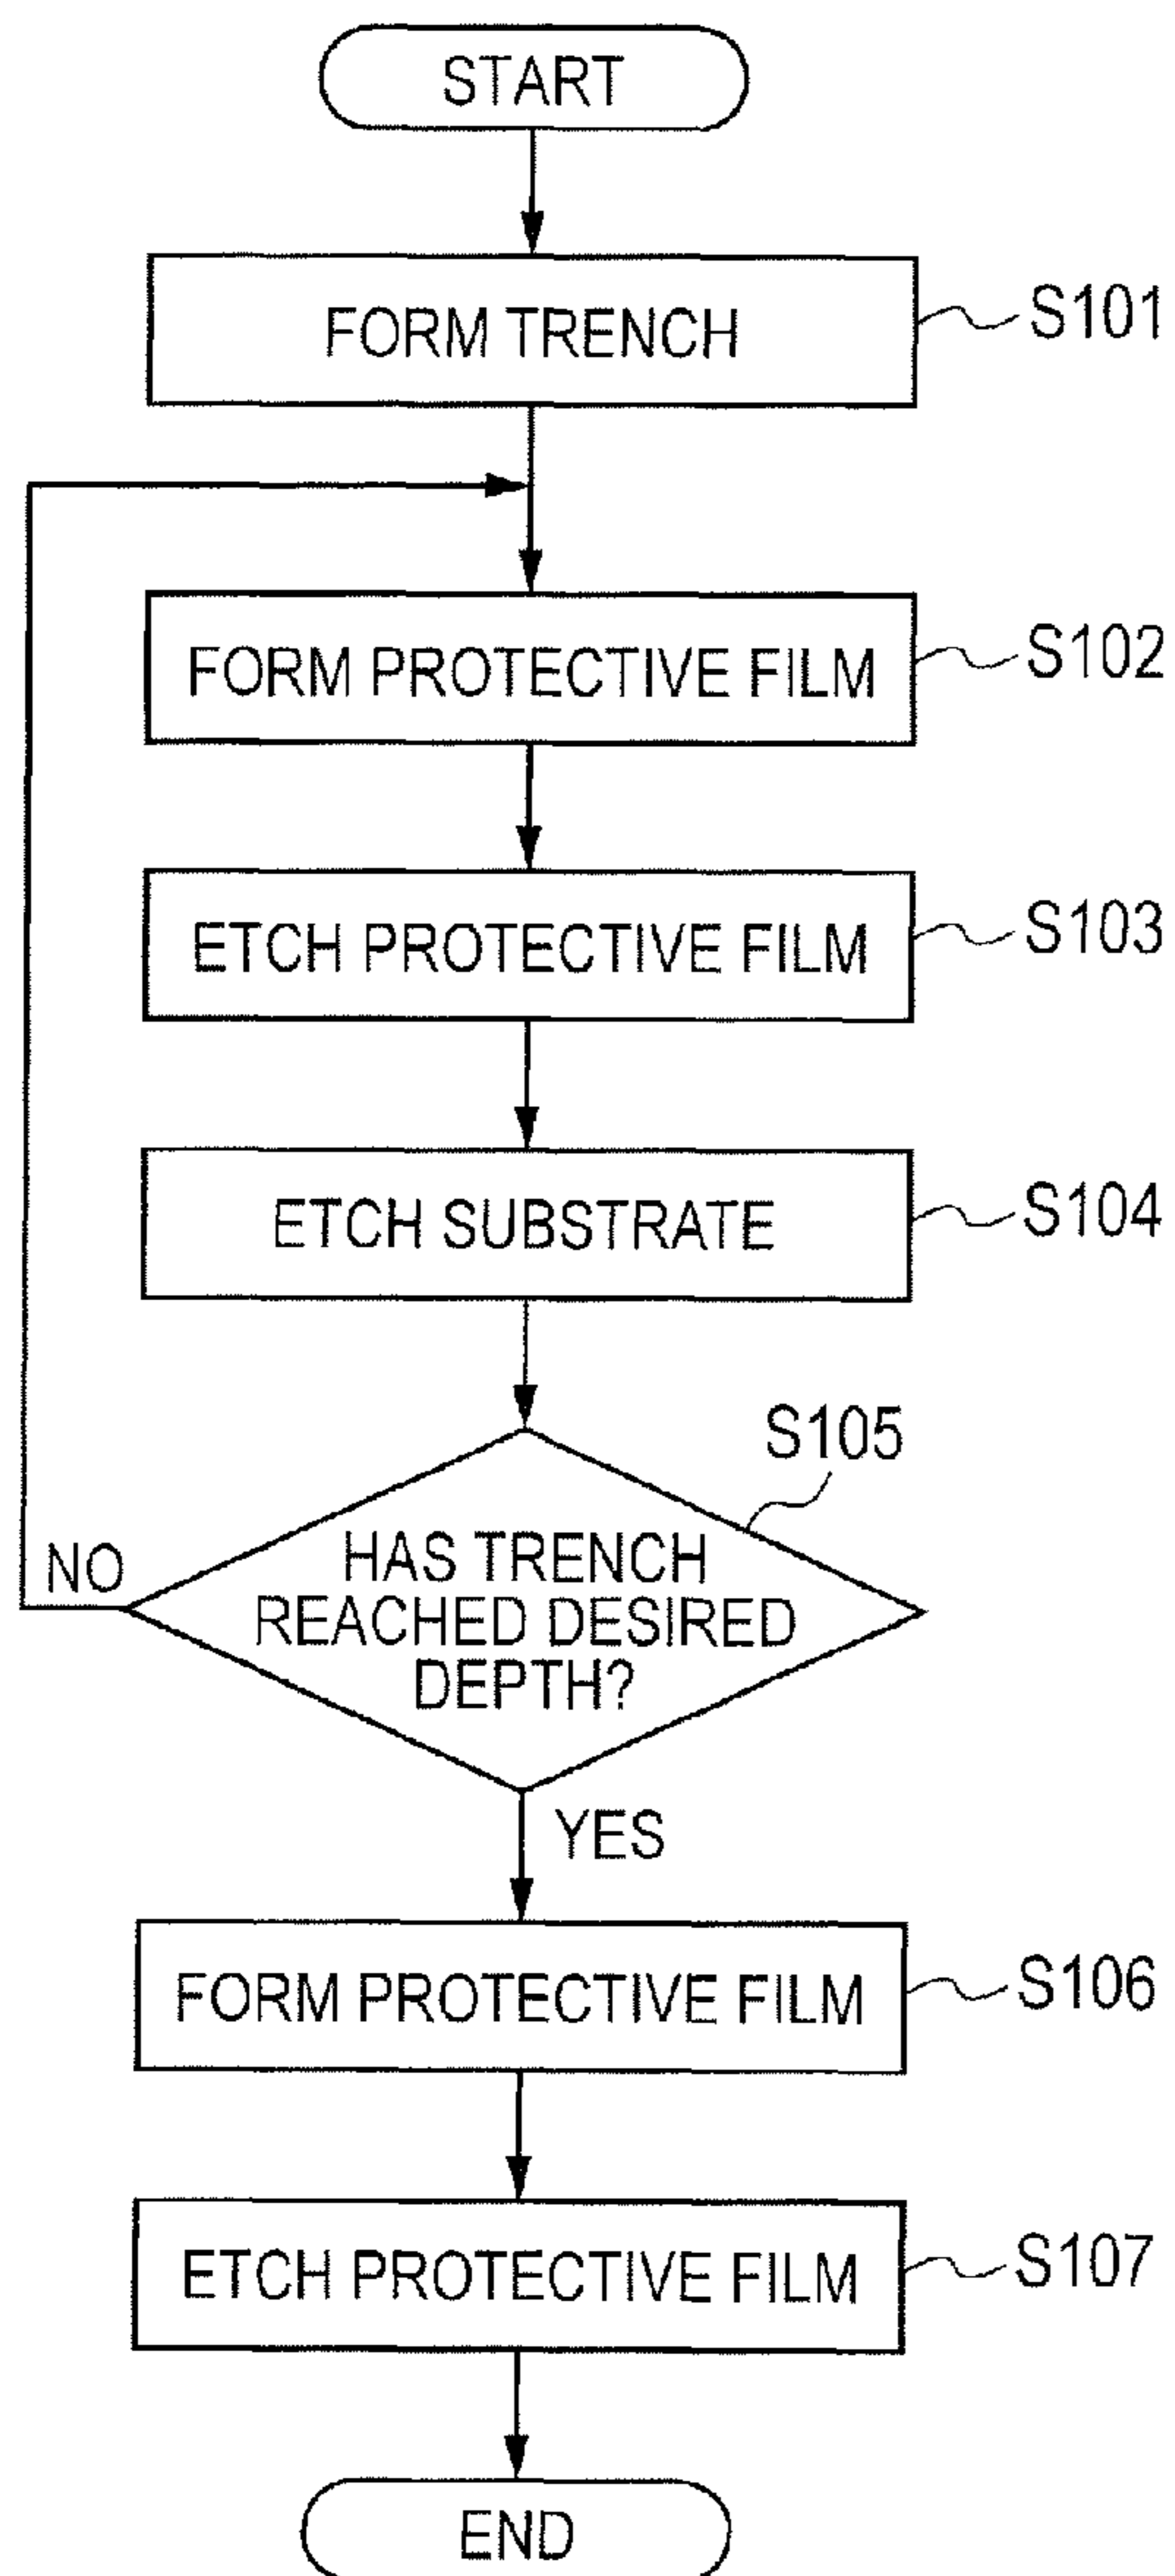 START
FORM TRENCH
S101
FORM PROTECTIVE FILM
S102
ETCH PROTECTIVE FILM
S103
ETCH SUBSTRATE
S104
S105
HAS TRENCH
REACHED DESIRED
DEPTH?
NO
YES
FORM PROTECTIVE FILM
S106
ETCH PROTECTIVE FILM
S107
END